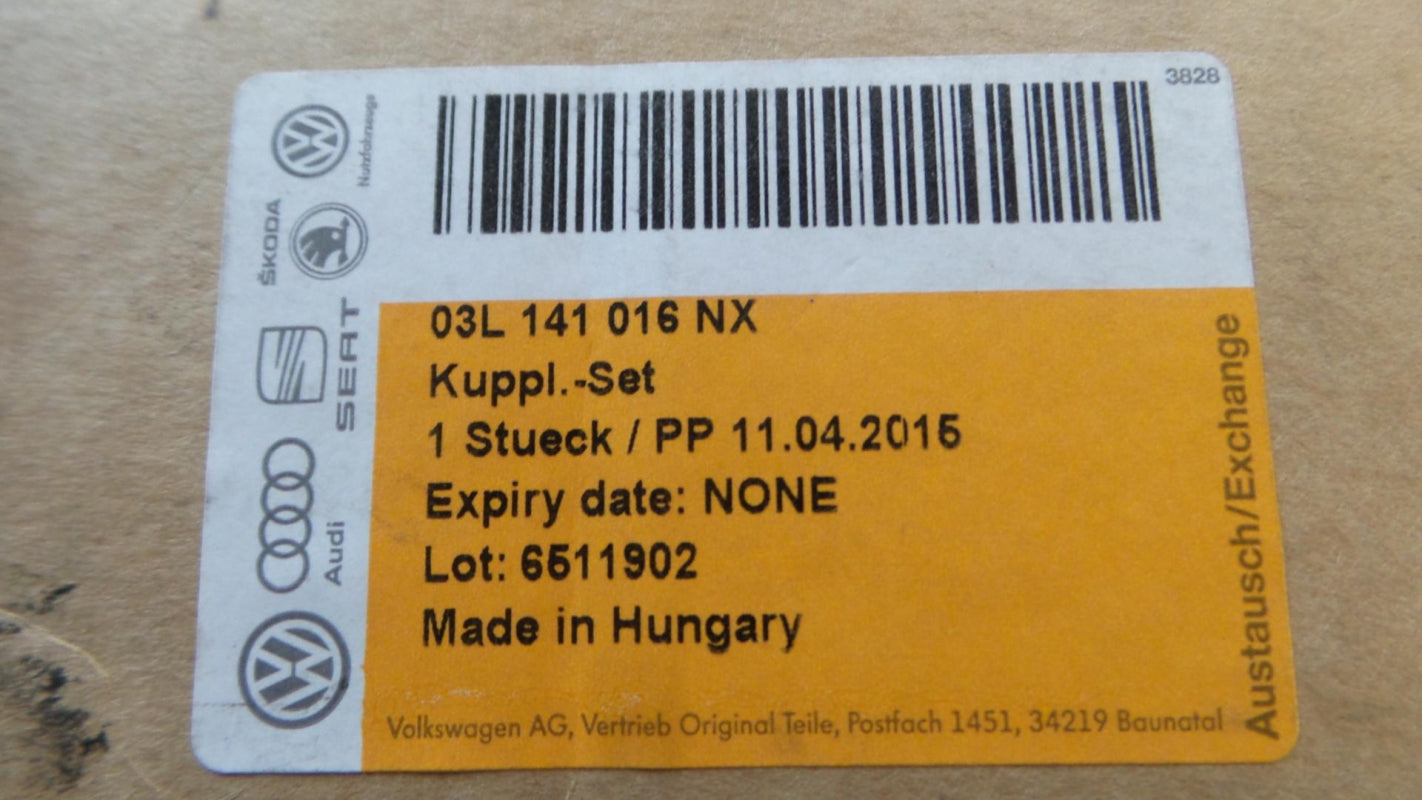 3828
Nutzfahrzeuge
ŠKODA
SEAT
Audi
03L 141 016 NX
Kuppl.-Set
1 Stueck / PP 11.04.2015
Expiry date: NONE
Lot: 6511902
Made in Hungary
Volkswagen AG, Vertrieb Original Teile, Postfach 1451, 34219 Baunatal
Austausch/Exchange